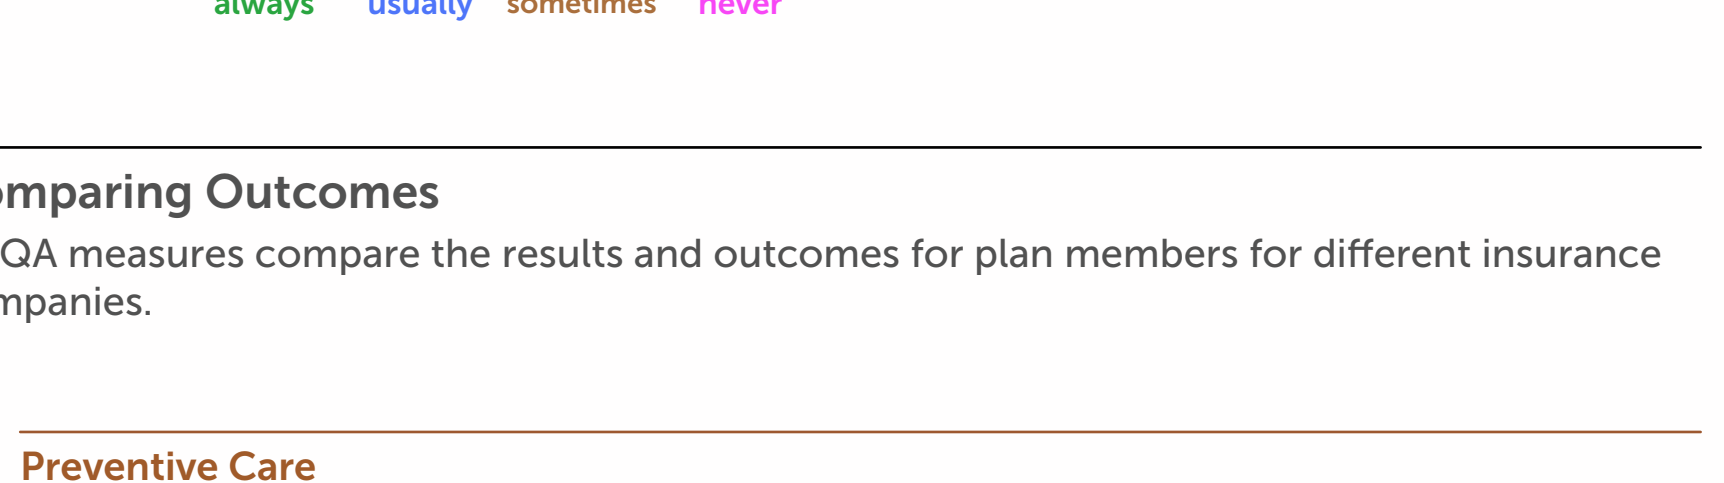 always usually sometimes never
omparing Outcomes
QA measures compare the results and outcomes for plan members for different insurance
mpanies.
Preventive Care